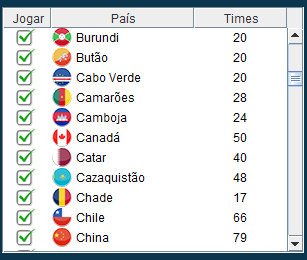 Jogar País Times
Burundi 20
Butão 20
Cabo Verde 20
Camarões 28
Camboja 24
Canadá 50
Catar 40
Cazaquistão 48
Chade 17
Chile 66
China 79